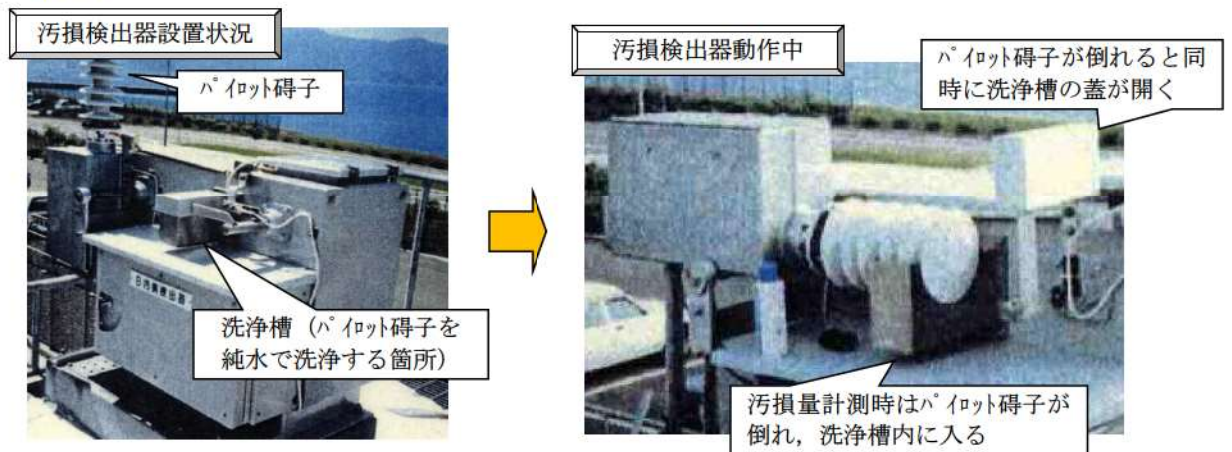 汚損検出器設置状況
ﾊﾟｲﾛｯﾄ碍子
洗浄槽（ﾊﾟｲﾛｯﾄ碍子を
純水で洗浄する箇所）
汚損検出器動作中
ﾊﾟｲﾛｯﾄ碍子が倒れると同
時に洗浄槽の蓋が開く
汚損量計測時はﾊﾟｲﾛｯﾄ碍子が
倒れ，洗浄槽内に入る